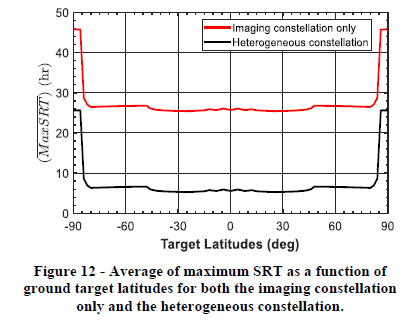 50
40
30
20
10
0
(MaxSRT) (hr)
Imaging constellation only
Heterogeneous constellation
-90 -60 -30 0 30 60 90
Target Latitudes (deg)
Figure 12 - Average of maximum SRT as a function of
ground target latitudes for both the imaging constellation
only and the heterogeneous constellation.